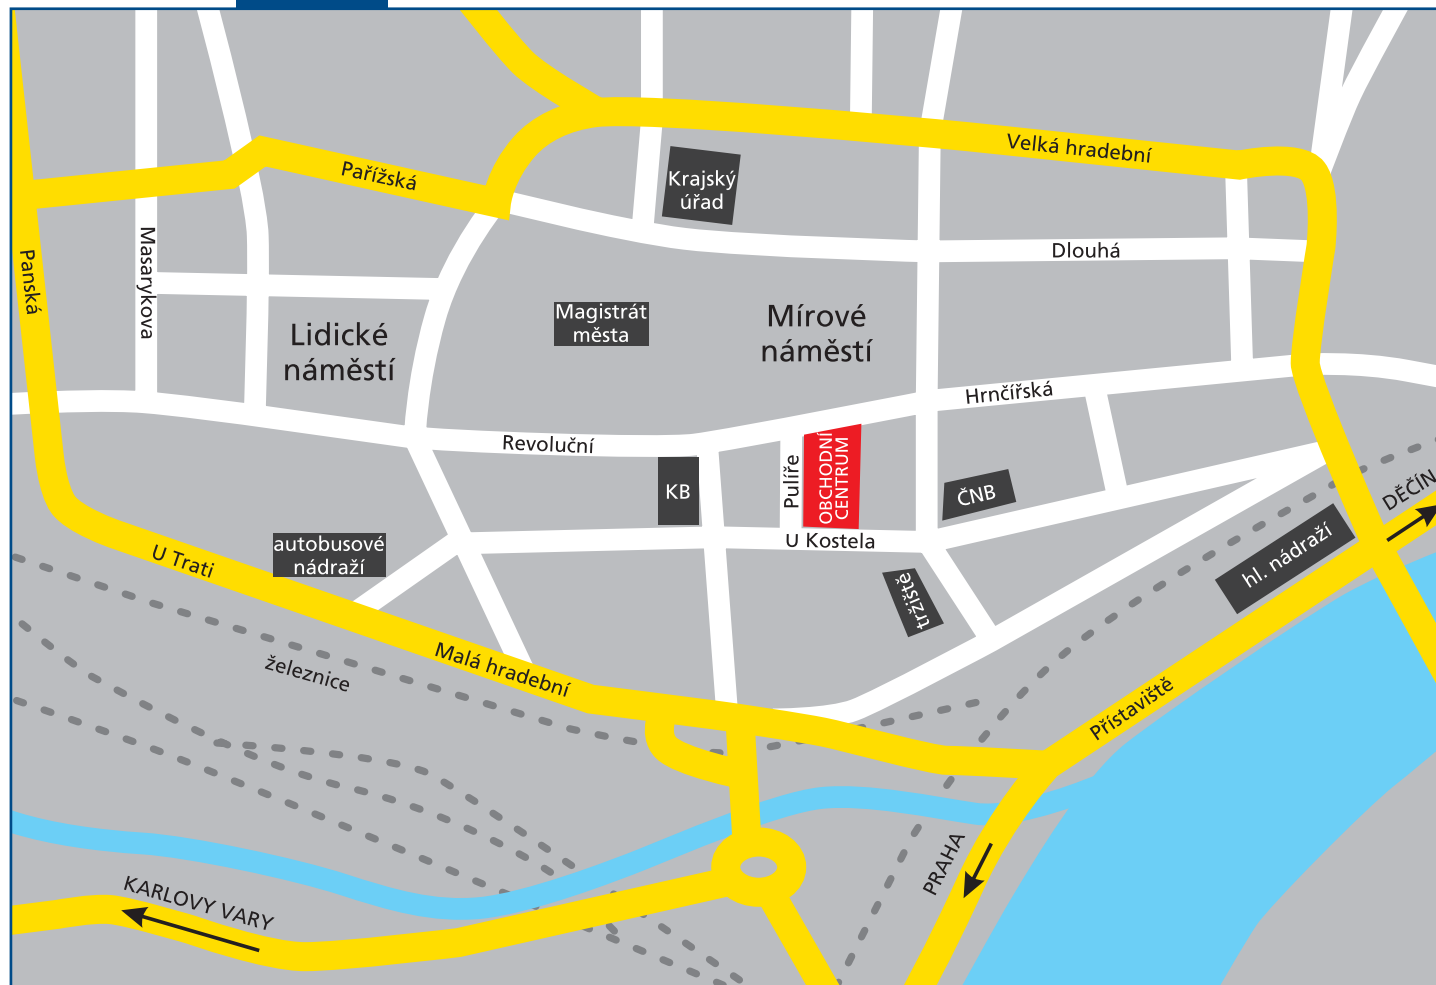 Velká hradební
Pařížská
Krajský
úřad
Masarykova
Panská
Dlouhá
Magistrát
města
Mírové
náměstí
Lidické
náměstí
Hrnčířská
Revoluční
Pulíře
OBCHODNÍ
CENTRUM
KB
ČNB
DĚČÍN
U Kostela
autobusové
nádraží
U Trati
hl. nádraží
tržiště
Malá hradební
železnice
Přístaviště
PRAHA
KARLOVY VARY